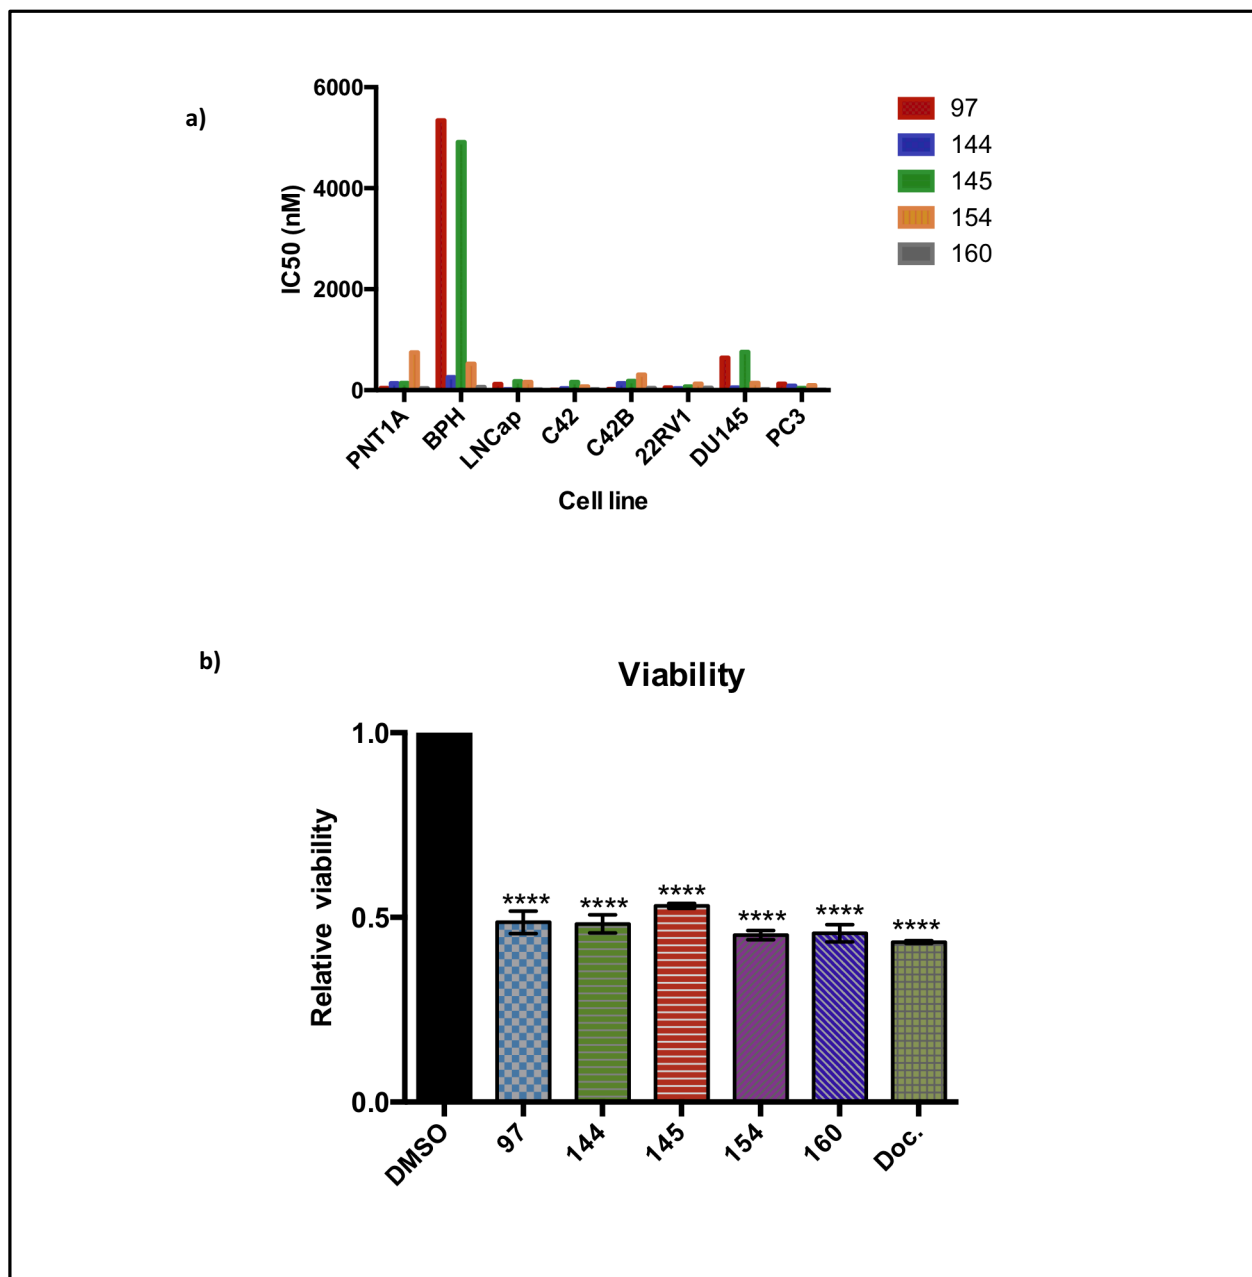 a)
6000
4000
2000
0
IC50 (nM)
PNT1A
BPH
LNCap
C42
C42B
22RV1
DU145
PC3
Cell line
97
144
145
154
160
b)
Viability
1.0
0.5
0.0
Relative viability
****
****
****
****
****
****
DMSO
97
144
145
154
160
Doc.